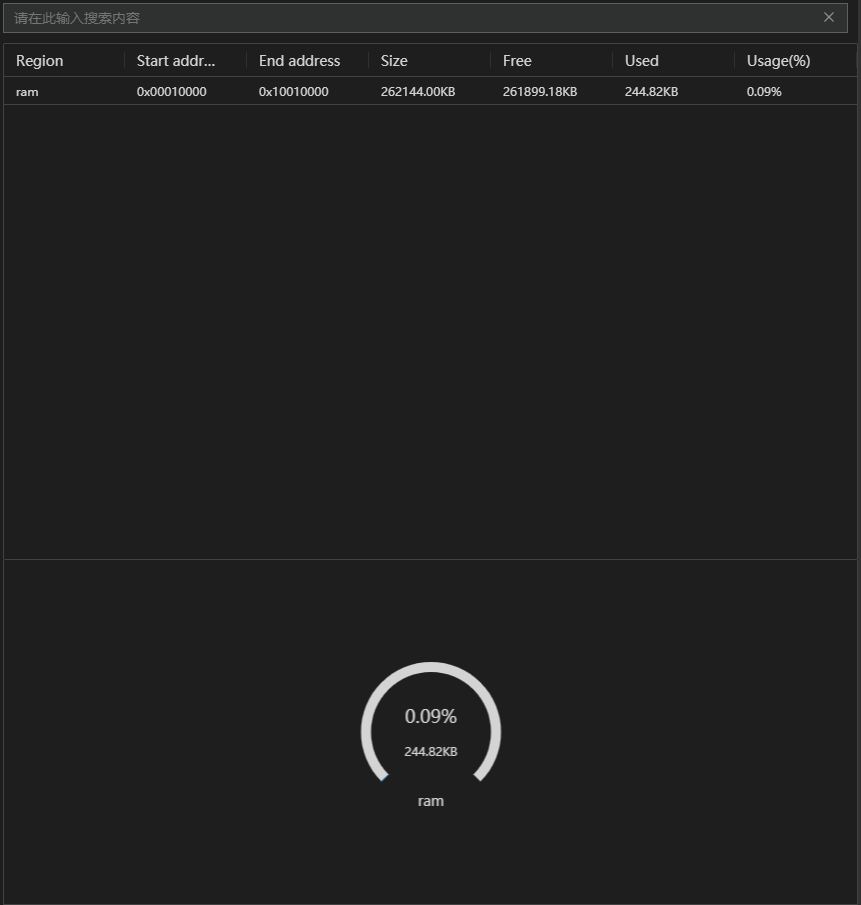 请在此输入搜索内容
Region Start addr... End address Size Free Used Usage(%)
ram 0x00010000 0x10010000 262144.00KB 261899.18KB 244.82KB 0.09%
0.09%
244.82KB
ram